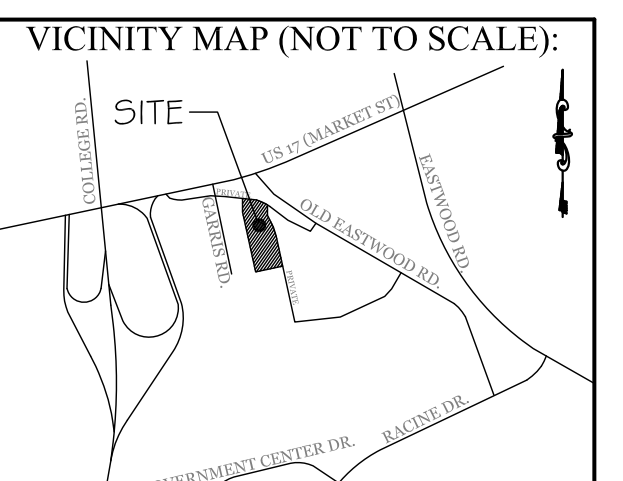 VICINITY MAP (NOT TO SCALE):
COLLEGE RD.
SITE
US 17 (MARKET ST)
PRIVATE
GARRIS RD.
OLD EASTWOOD RD.
EASTWOOD RD.
PRIVATE
RACINE DR.
VERNMENT CENTER DR.